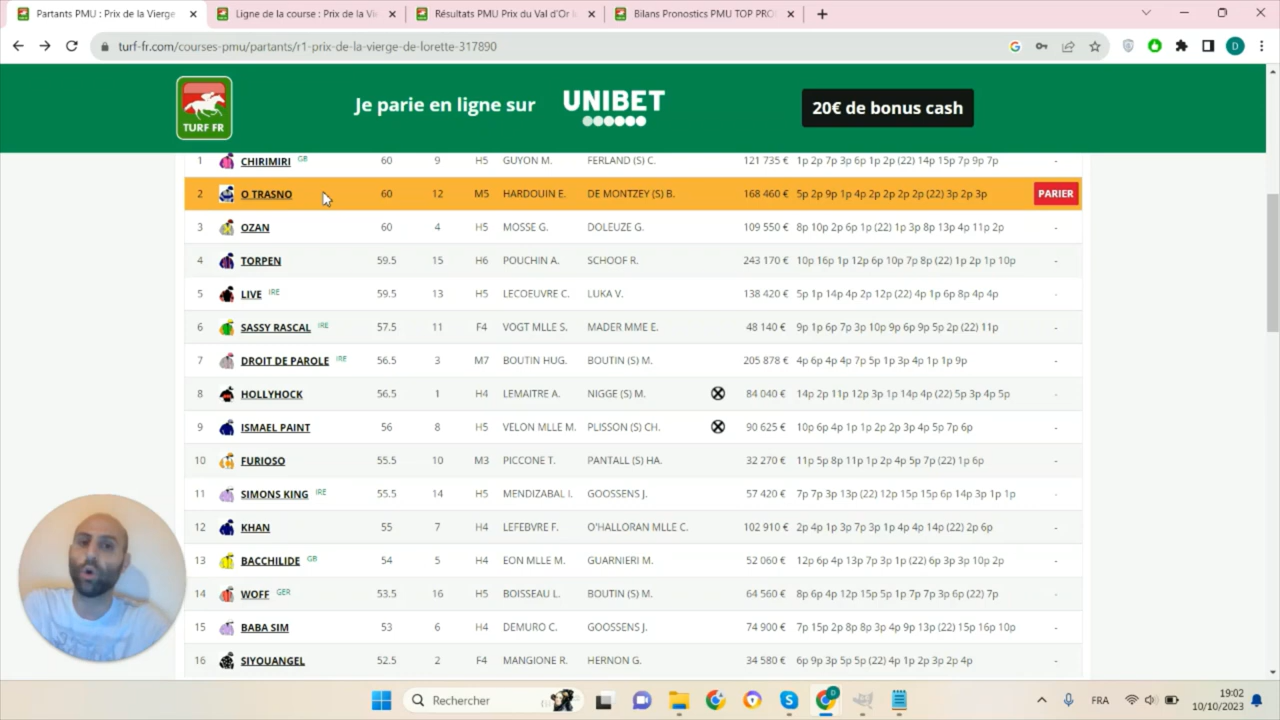 Partants PMU : Prix de la Vierge
Ligne de la course : Prix de la Vi
Résultats PMU Prix du Val d'Or
Bilans Pronostics PMU TOP PRO
turf-fr.com/courses-pmu/partants/r1-prix-de-la-vierge-de-lorette-317890
D
TURF FR
Je parie en ligne sur
UNIBET
20€ de bonus cash
1 CHIRIMIRI GB 60 9 H5 GUYON M. FERLAND (S) C. 121 735 € 1p 2p 7p 3p 6p 1p 2p (22) 14p 15p 7p 9p 7p -
2 O TRASNO 60 12 M5 HARDOUIN E. DE MONTZEY (S) B. 168 460 € 5p 2p 9p 1p 4p 2p 2p 2p 2p (22) 3p 2p 3p PARIER
3 OZAN 60 4 H5 MOSSE G. DOLEUZE G. 109 550 € 8p 10p 2p 6p 1p (22) 1p 3p 8p 13p 4p 11p 2p -
4 TORPEN 59.5 15 H6 POUCHIN A. SCHOOF R. 243 170 € 10p 16p 1p 12p 6p 10p 7p 8p (22) 1p 2p 1p 10p -
5 LIVE IRE 59.5 13 H5 LECOEUVRE C. LUKA V. 138 420 € 5p 1p 14p 4p 2p 12p (22) 4p 1p 6p 8p 4p 4p -
6 SASSY RASCAL IRE 57.5 11 F4 VOGT MLLE S. MADER MME E. 48 140 € 9p 1p 6p 7p 3p 10p 9p 6p 9p 5p 2p (22) 11p -
7 DROIT DE PAROLE IRE 56.5 3 M7 BOUTIN HUG. BOUTIN (S) M. 205 878 € 4p 6p 4p 4p 7p 5p 1p 3p 4p 1p 1p 9p -
8 HOLLYHOCK 56.5 1 H4 LEMAITRE A. NIGGE (S) M. 84 040 € 14p 2p 11p 12p 3p 1p 14p 4p (22) 5p 3p 4p 5p -
9 ISMAEL PAINT 56 8 H5 VELON MLLE M. PLISSON (S) CH. 90 625 € 10p 6p 4p 1p 1p 2p 2p 3p 4p 5p 7p 6p -
10 FURIOSO 55.5 10 M3 PICCONE T. PANTALL (S) HA. 32 270 € 11p 5p 8p 11p 1p 2p 4p 5p 7p (22) 1p 6p -
11 SIMONS KING IRE 55.5 14 H5 MENDIZABAL I. GOOSSENS J. 57 420 € 7p 7p 3p 13p (22) 12p 15p 15p 6p 14p 3p 1p 1p -
12 KHAN 55 7 H4 LEFEBVRE F. O'HALLORAN MLLE C. 102 910 € 2p 4p 1p 3p 7p 3p 1p 4p 4p 14p (22) 2p 6p -
13 BACCHILIDE GB 54 5 H4 EON MLLE M. GUARNIERI M. 52 060 € 12p 6p 4p 13p 7p 3p 1p (22) 6p 3p 3p 10p 2p -
14 WOFF GER 53.5 16 H5 BOISSEAU L. BOUTIN (S) M. 64 560 € 8p 6p 4p 12p 15p 5p 1p 7p 7p 3p 6p (22) 7p -
15 BABA SIM 53 6 H4 DEMURO C. GOOSSENS J. 74 900 € 7p 15p 2p 8p 8p 3p 4p 9p 13p (22) 15p 16p 10p -
16 SIYOUANGEL 52.5 2 F4 MANGIONE R. HERNON G. 34 580 € 6p 9p 3p 5p 5p (22) 4p 1p 2p 3p 2p 4p -
Rechercher
FRA
19:02
10/10/2023